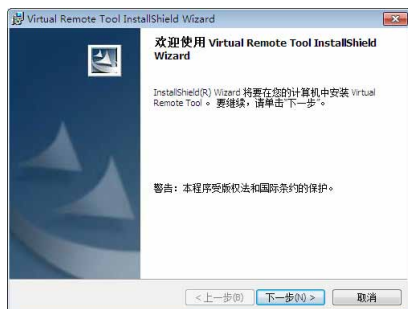 Virtual Remote Tool InstallShield Wizard
欢迎使用 Virtual Remote Tool InstallShield
Wizard
InstallShield(R) Wizard 将要在您的计算机中安装 Virtual
Remote Tool。 要继续，请单击“下一步”。
警告：本程序受版权法和国际条约的保护。
<上一步(B) 下一步(N) > 取消